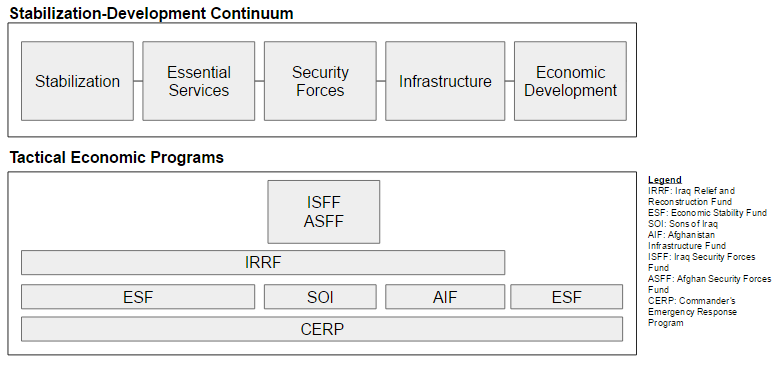 Stabilization-Development Continuum
Stabilization
Essential
Services
Security
Forces
Infrastructure
Economic
Development
Tactical Economic Programs
ISFF
ASFF
IRRF
ESF
SOI
AIF
ESF
CERP
Legend
IRRF: Iraq Relief and
Reconstruction Fund
ESF: Economic Stability Fund
SOI: Sons of Iraq
AIF: Afghanistan
Infrastructure Fund
ISFF: Iraq Security Forces
Fund
ASFF: Afghan Security Forces
Fund
CERP: Commander's
Emergency Response
Program